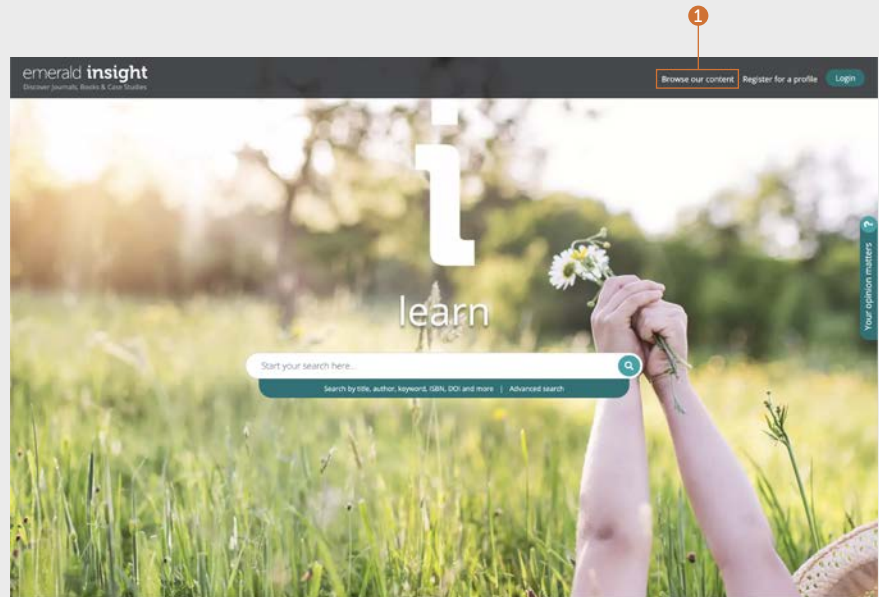 1
emerald insight
Discover Journals, Books & Case Studies
Browse our content Register for a profile Login
Your opinion matters ?
i
learn
Start your search here...
Search by title, author, keyword, ISBN, DOI and more | Advanced search